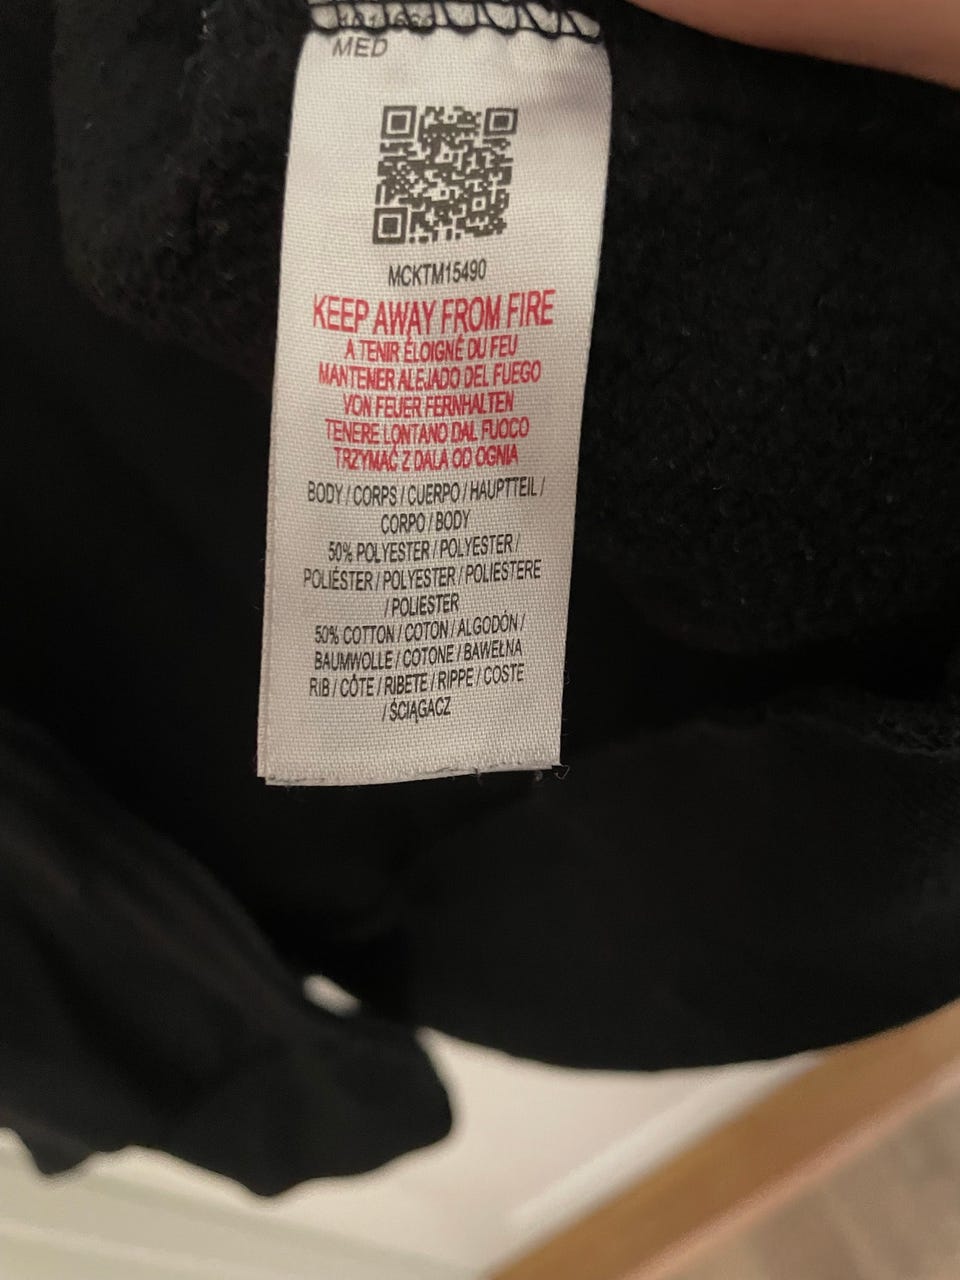 MED
MCKTM15490
KEEP AWAY FROM FIRE
A TENIR ÉLOIGNÉ DU FEU
MANTENER ALEJADO DEL FUEGO
VON FEUER FERNHALTEN
TENERE LONTANO DAL FUOCO
TRZYMAĆ Z DALA OD OGNIA
BODY / CORPS / CUERPO / HAUPTTEIL /
CORPO / BODY
50% POLYESTER / POLYESTER /
POLIÉSTER / POLYESTER / POLIESTERE
/ POLIESTER
50% COTTON / COTON / ALGODÓN /
BAUMWOLLE / COTONE / BAWEŁNA
RIB / CÔTE / RIBETE / RIPPE / COSTE
/ ŚCIĄGACZ